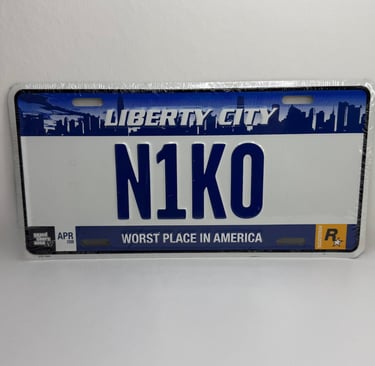 LIBERTY CITY
N1KO
APR
WORST PLACE IN AMERICA
R